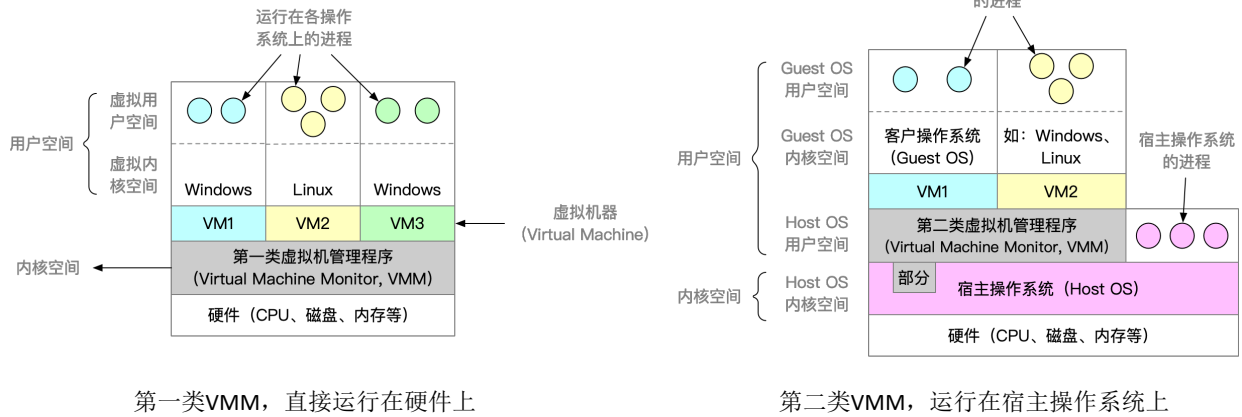 运行在各操作
系统上的进程
用户空间
虚拟用
户空间
虚拟内
核空间
Windows
Linux
Windows
VM1
VM2
VM3
虚拟机器
（Virtual Machine）
内核空间
第一类虚拟机管理程序
(Virtual Machine Monitor, VMM)
硬件（CPU、磁盘、内存等）
第一类VMM，直接运行在硬件上
的进程
用户空间
Guest OS
用户空间
Guest OS
内核空间
客户操作系统
（Guest OS）
如：Windows、
Linux
宿主操作系统
的进程
VM1
VM2
Host OS
用户空间
第二类虚拟机管理程序
(Virtual Machine Monitor, VMM)
内核空间
Host OS
内核空间
部分
宿主操作系统（Host OS）
硬件（CPU、磁盘、内存等）
第二类VMM，运行在宿主操作系统上